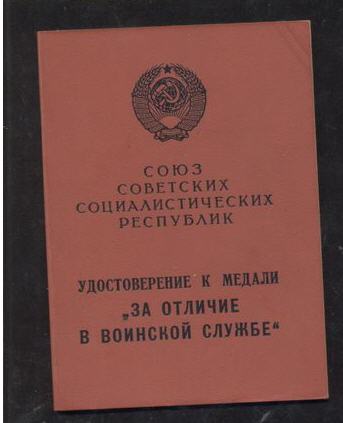 СОЮЗ
СОВЕТСКИХ
СОЦИАЛИСТИЧЕСКИХ
РЕСПУБЛИК
УДОСТОВЕРЕНИЕ К МЕДАЛИ
„ЗА ОТЛИЧИЕ
В ВОИНСКОЙ СЛУЖБЕ“